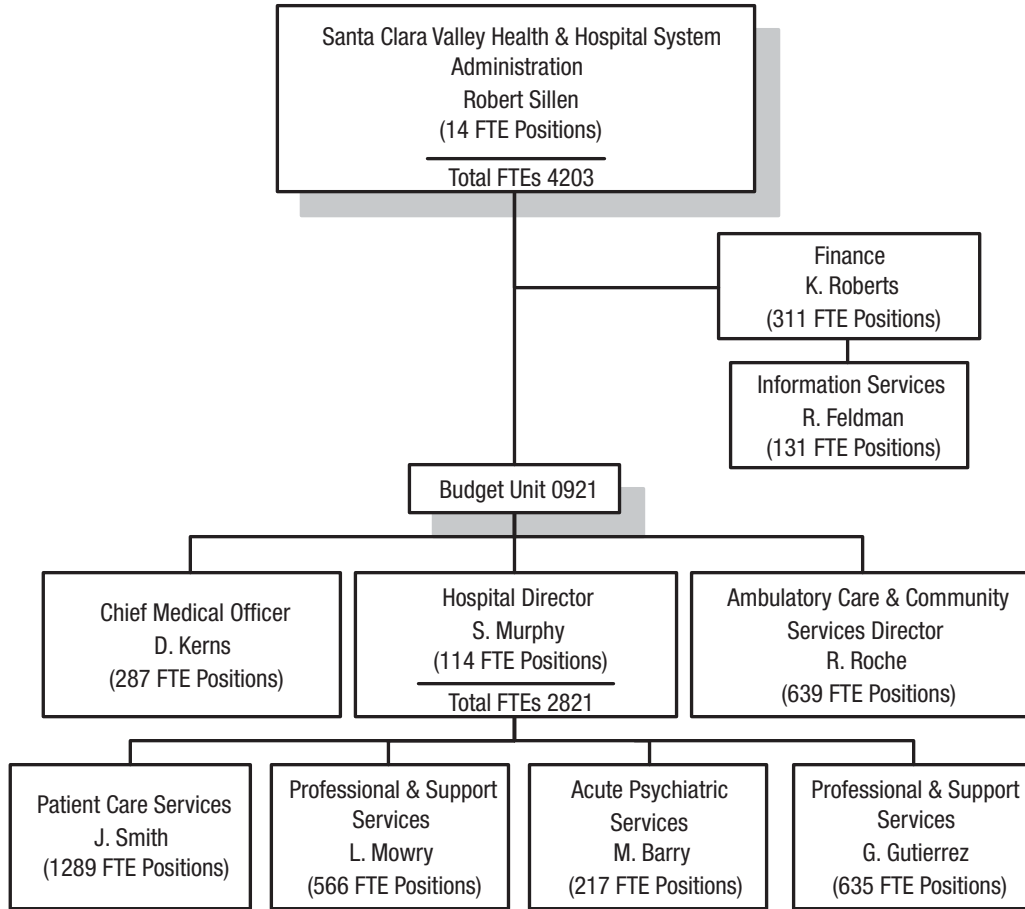 Santa Clara Valley Health & Hospital System
Administration
Robert Sillen
(14 FTE Positions)
Total FTEs 4203
Finance
K. Roberts
(311 FTE Positions)
Information Services
R. Feldman
(131 FTE Positions)
Budget Unit 0921
Chief Medical Officer
D. Kerns
(287 FTE Positions)
Hospital Director
S. Murphy
(114 FTE Positions)
Total FTEs 2821
Ambulatory Care & Community
Services Director
R. Roche
(639 FTE Positions)
Patient Care Services
J. Smith
(1289 FTE Positions)
Professional & Support
Services
L. Mowry
(566 FTE Positions)
Acute Psychiatric
Services
M. Barry
(217 FTE Positions)
Professional & Support
Services
G. Gutierrez
(635 FTE Positions)